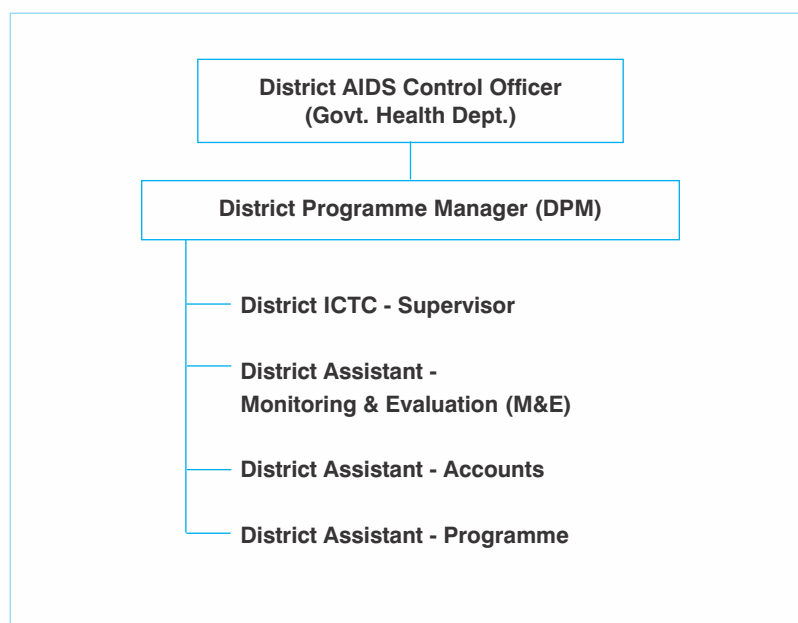 District AIDS Control Officer
(Govt. Health Dept.)
District Programme Manager (DPM)
District ICTC - Supervisor
District Assistant -
Monitoring & Evaluation (M&E)
District Assistant - Accounts
District Assistant - Programme